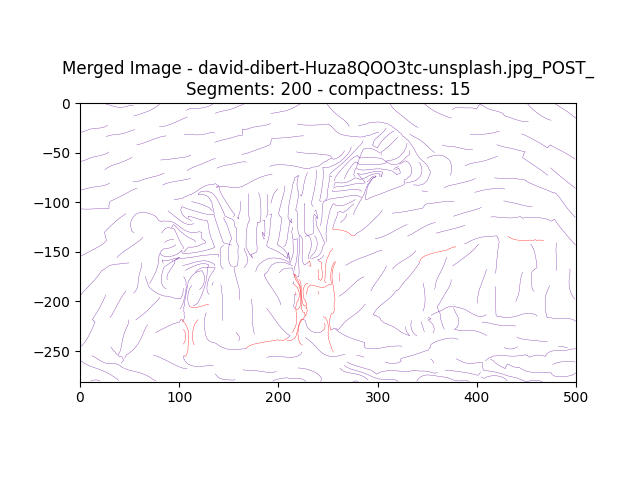 Merged Image - david-dibert-Huza8QOO3tc-unsplash.jpg_POST_
Segments: 200 - compactness: 15
0
−50
−100
−150
−200
−250
0 100 200 300 400 500